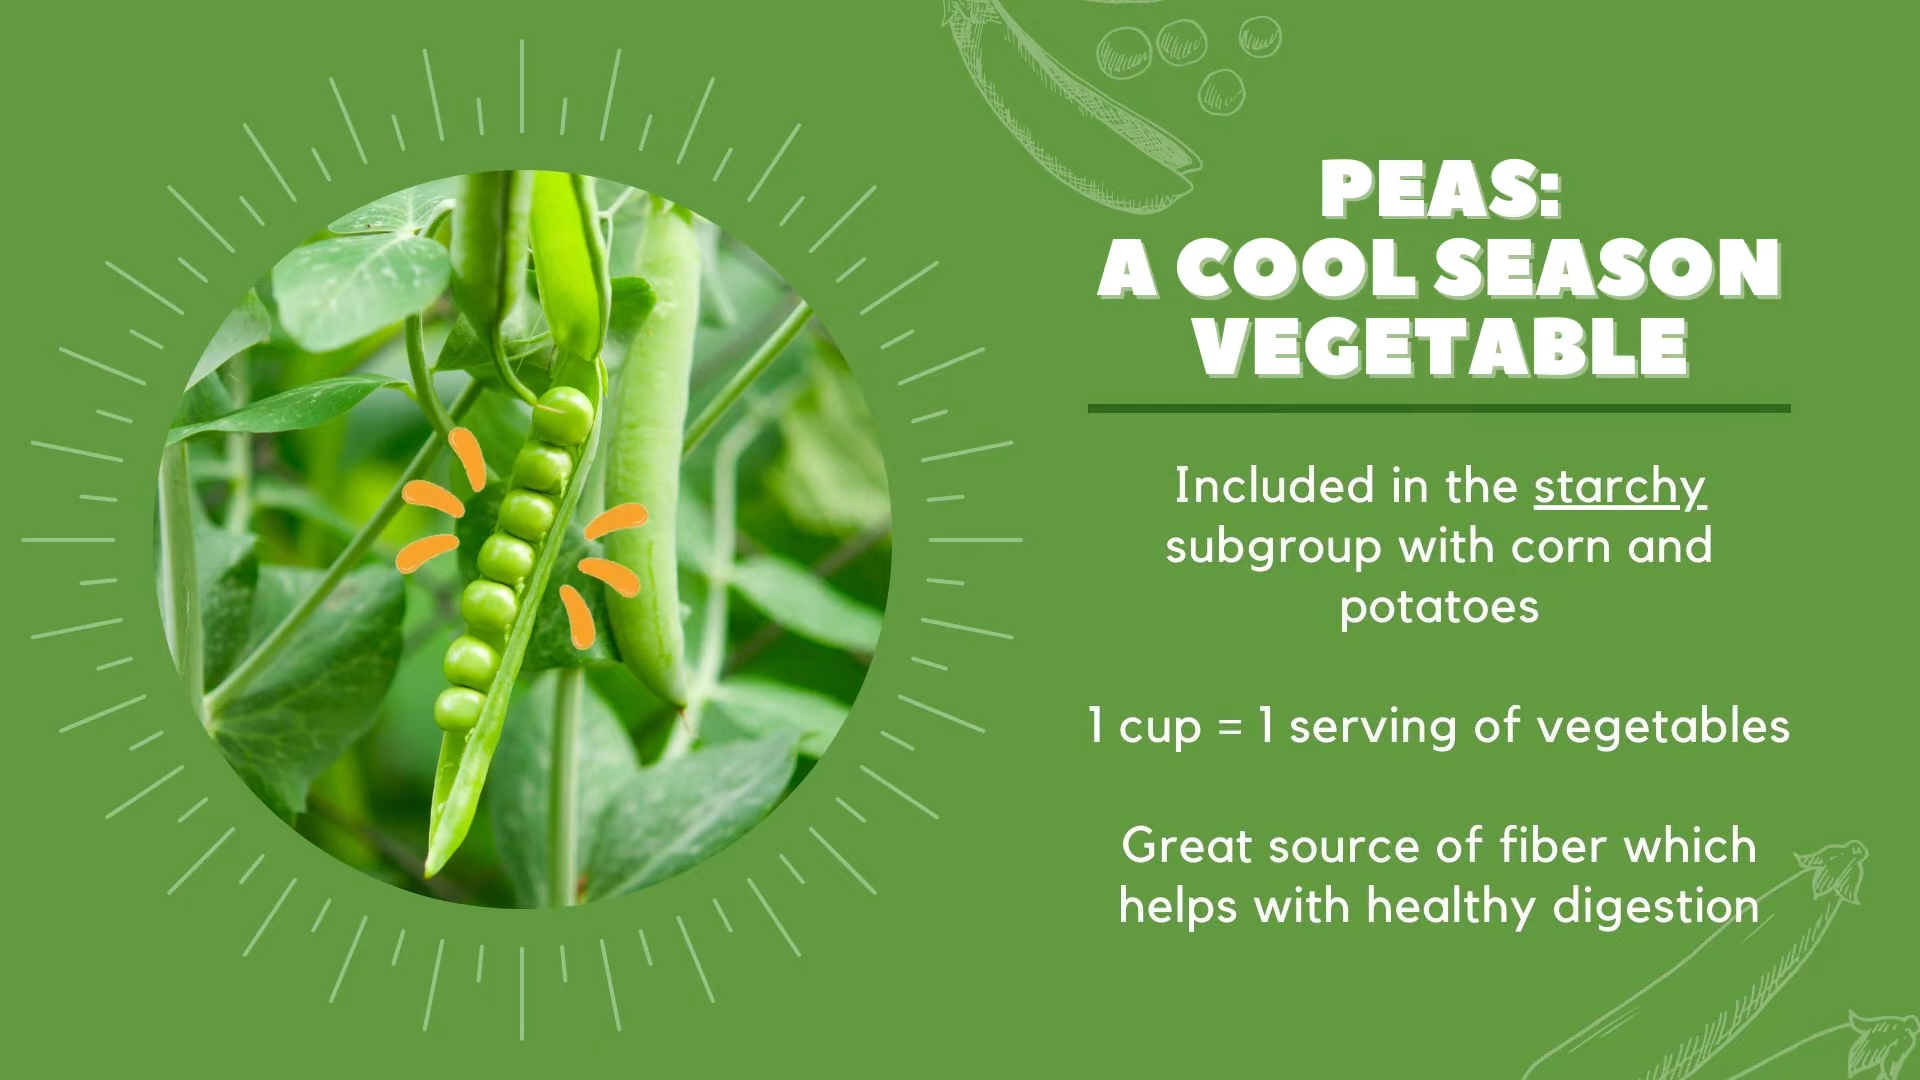 PEAS:
A COOL SEASON
VEGETABLE
Included in the starchy
subgroup with corn and
potatoes
1 cup = 1 serving of vegetables
Great source of fiber which
helps with healthy digestion